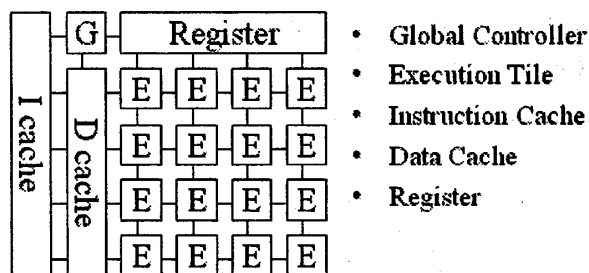 G Register
I cache
D cache
E E E E
E E E E
E E E E
E E E E
• Global Controller
• Execution Tile
• Instruction Cache
• Data Cache
• Register